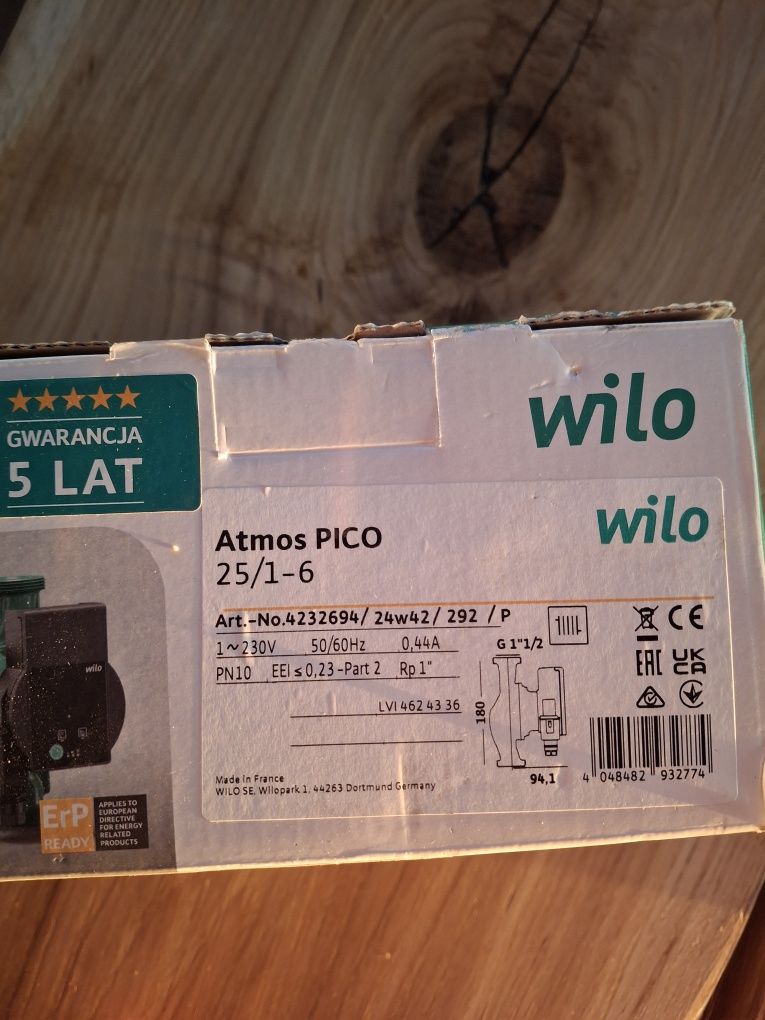 GWARANCJA
5 LAT
wilo
wilo
Atmos PICO
25/1-6
Art.-No.4232694/ 24w42/ 292 / P
1~230V 50/60Hz 0,44A
PN10 EEI ≤ 0,23-Part 2 Rp 1"
LVI 462 43 36
G 1"1/2
180
94,1
CE
EAC
UK
CA
4 048482 932774
Made in France
WILO SE, Wilopark 1, 44263 Dortmund Germany
wilo
ErP
READY
APPLIES TO
EUROPEAN
DIRECTIVE
FOR ENERGY
RELATED
PRODUCTS